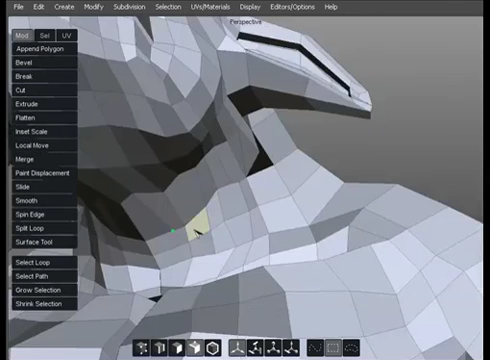 File Edit Create Modify Subdivision Selection UVs/Materials Display Editors/Options Help
Perspective
Mod Sel UV
Append Polygon
Bevel
Break
Cut
Extrude
Flatten
Inset Scale
Local Move
Merge
Paint Displacement
Slide
Smooth
Spin Edge
Split Loop
Surface Tool
Select Loop
Select Path
Grow Selection
Shrink Selection